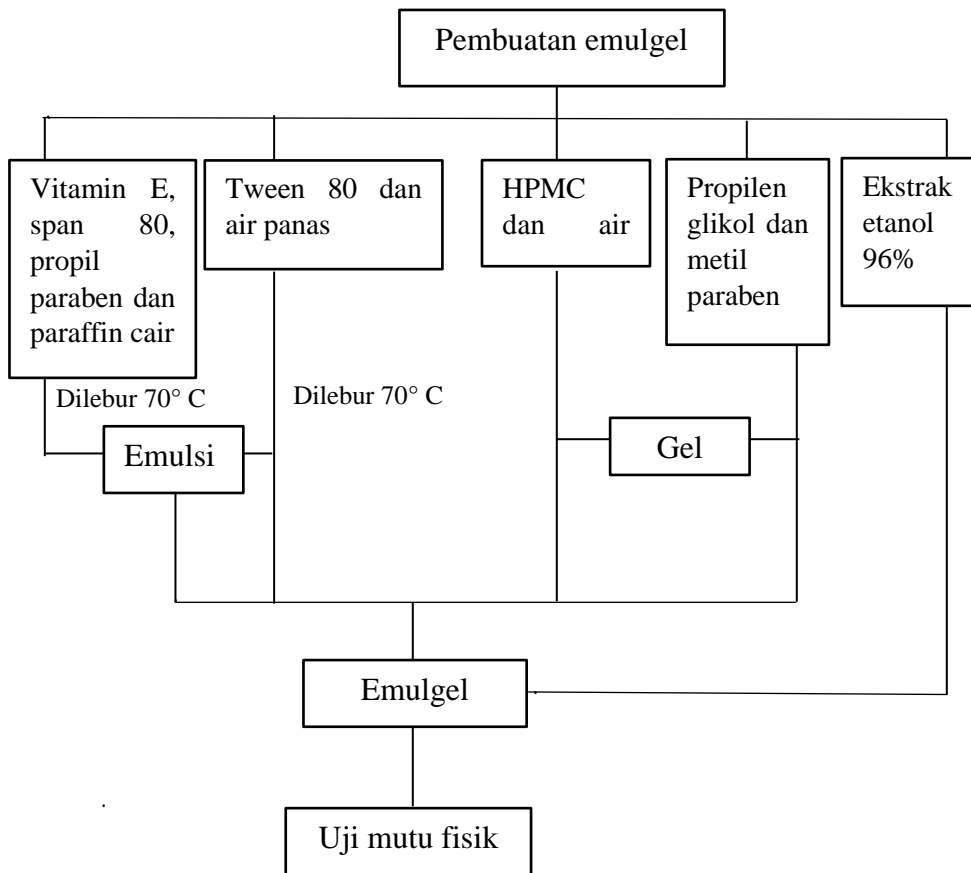 Pembuatan emulgel
Vitamin E,
span 80,
propil
paraben dan
paraffin cair
Tween 80 dan
air panas
HPMC
dan air
Propilen
glikol dan
metil
paraben
Ekstrak
etanol
96%
Dilebur 70° C
Dilebur 70° C
Emulsi
Gel
Emulgel
Uji mutu fisik